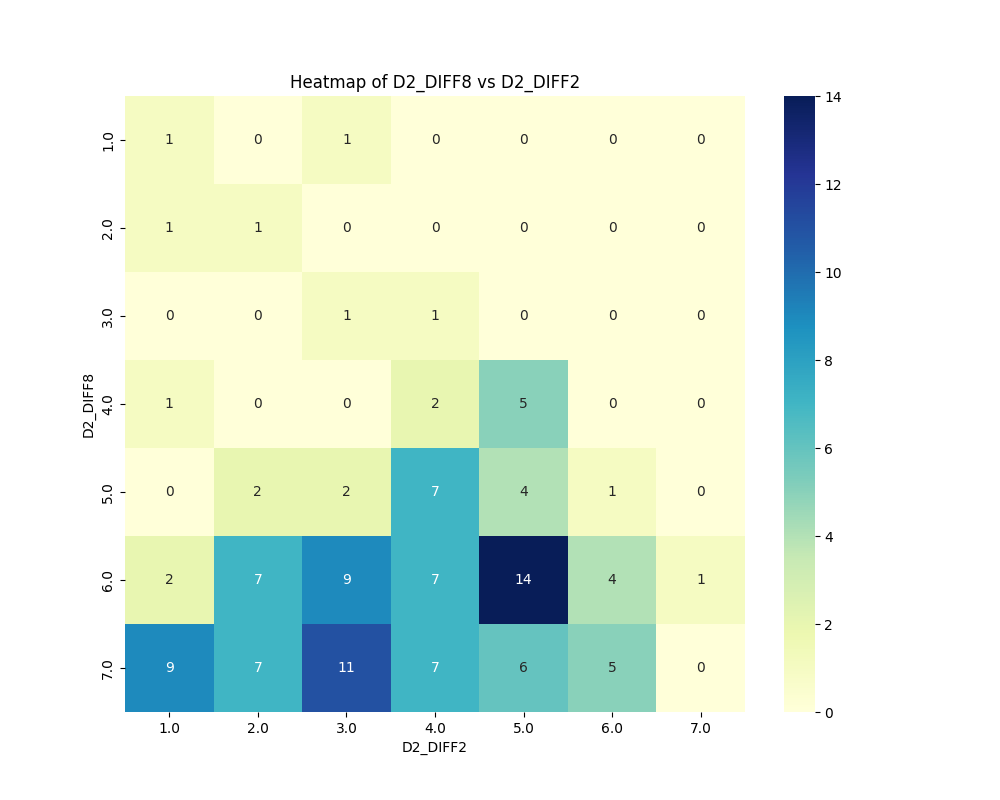 Heatmap of D2_DIFF8 vs D2_DIFF2
D2_DIFF8
1.0 1 0 1 0 0 0 0
2.0 1 1 0 0 0 0 0
3.0 0 0 1 1 0 0 0
4.0 1 0 0 2 5 0 0
5.0 0 2 2 7 4 1 0
6.0 2 7 9 7 14 4 1
7.0 9 7 11 7 6 5 0
1.0 2.0 3.0 4.0 5.0 6.0 7.0
D2_DIFF2
14
12
10
8
6
4
2
0